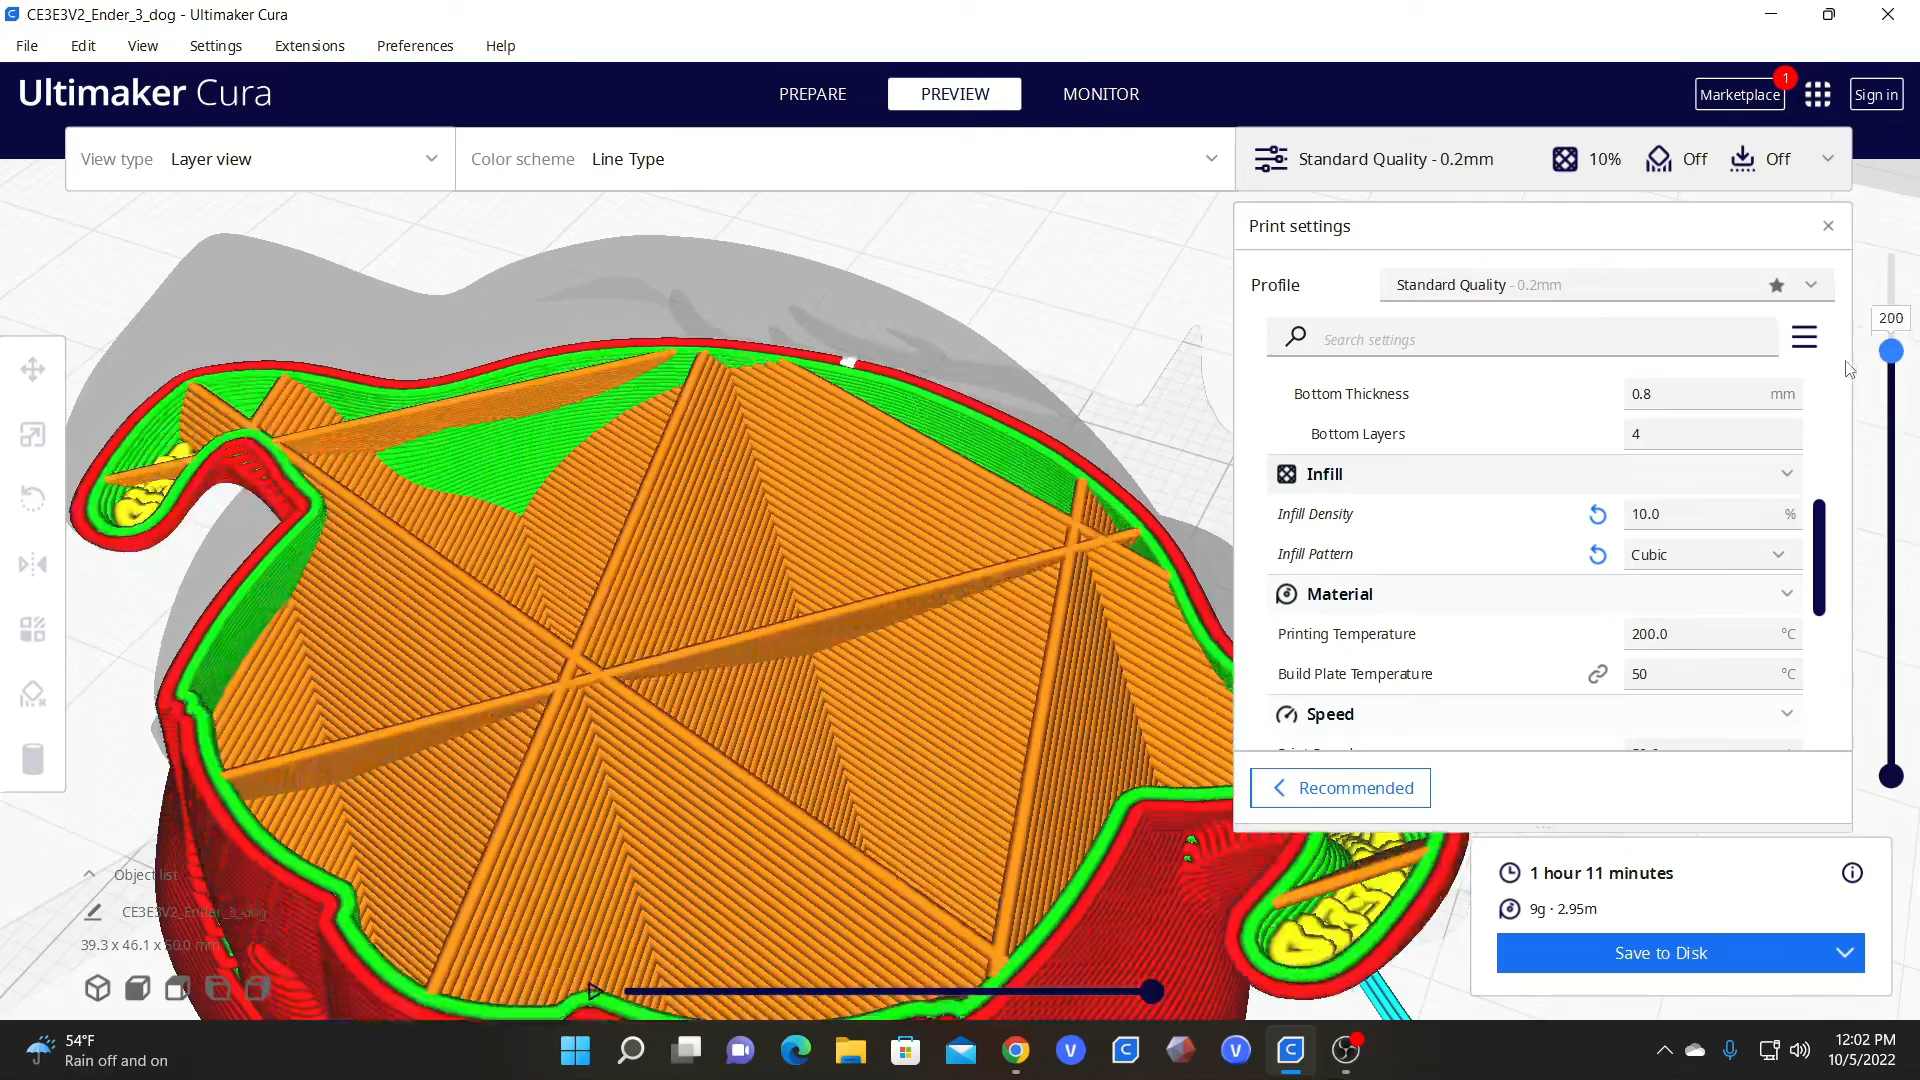 CE3E3V2_Ender_3_dog - Ultimaker Cura
File Edit View Settings Extensions Preferences Help
Ultimaker Cura
PREPARE PREVIEW MONITOR
Marketplace 1 Sign in
View type Layer view
Color scheme Line Type
Standard Quality - 0.2mm 10% Off Off
Print settings
Profile Standard Quality - 0.2mm
Search settings
200
Bottom Thickness 0.8 mm
Bottom Layers 4
Infill
Infill Density 10.0 %
Infill Pattern Cubic
Material
Printing Temperature 200.0 °C
Build Plate Temperature 50 °C
Speed
Recommended
Object list
CE3E3V2_Ender_3_dog
39.3 x 46.1 x 50.0 mm
1 hour 11 minutes
9g · 2.95m
Save to Disk
54°F
Rain off and on
12:02 PM
10/5/2022